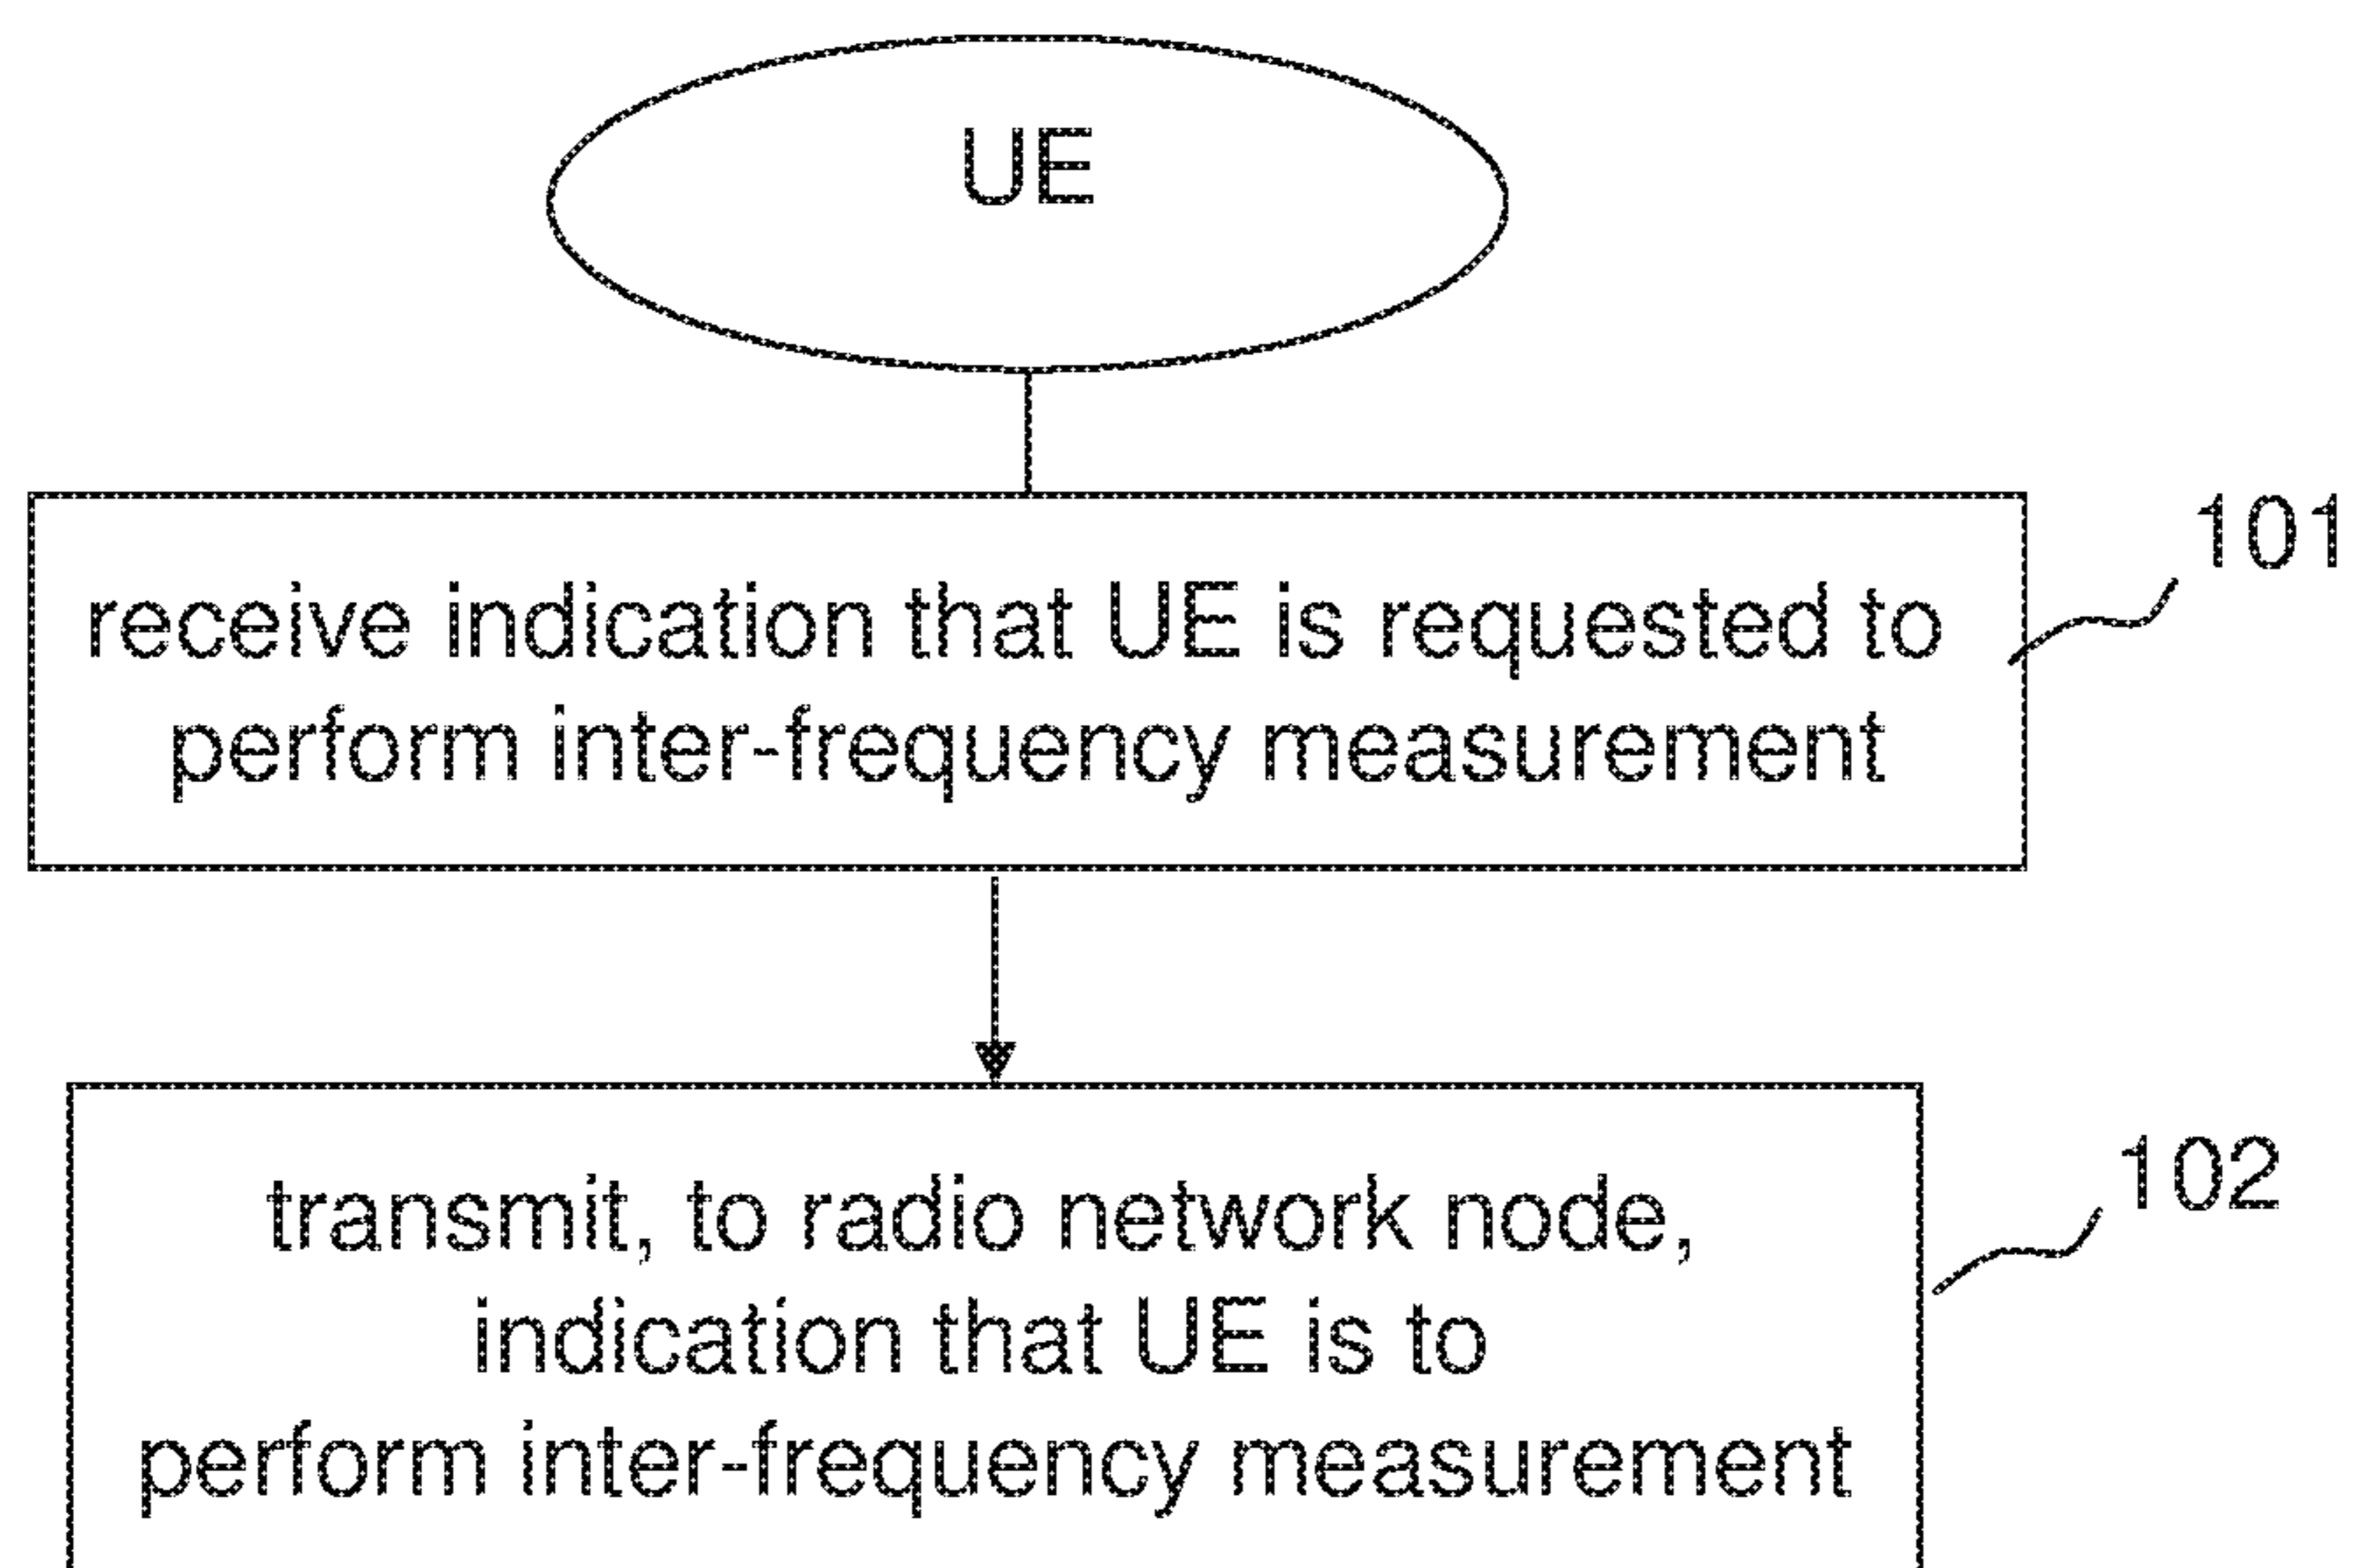 UE
101
receive indication that UE is requested to
perform inter-frequency measurement
102
transmit, to radio network node,
indication that UE is to
perform inter-frequency measurement